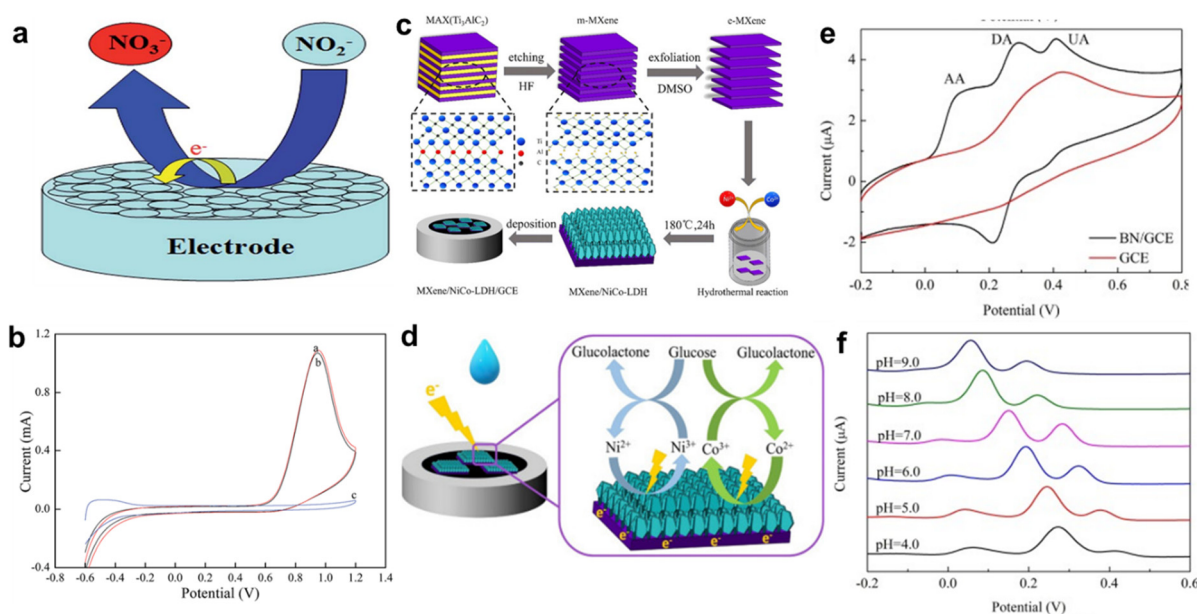 a
NO₃⁻
NO₂⁻
e⁻
Electrode
b
1.2
0.8
0.4
0.0
-0.4
Current (mA)
a
b
c
-0.8 -0.6 -0.4 -0.2 0.0 0.2 0.4 0.6 0.8 1.0 1.2 1.4
Potential (V)
c
MAX(Ti₃AlC₂) m-MXene e-MXene
etching
HF
exfoliation
DMSO
Ti
Al
C
Ni²⁺ Co²⁺
deposition
180℃,24h
MXene/NiCo-LDH/GCE MXene/NiCo-LDH Hydrothermal reaction
d
e⁻
Glucolactone Glucose Glucolactone
Ni²⁺ Ni³⁺ Co³⁺ Co²⁺
e⁻ e⁻ e⁻ e⁻ e⁻
e
AA
DA
UA
4
2
0
-2
Current (μA)
BN/GCE
GCE
-0.2 0.0 0.2 0.4 0.6 0.8
Potential (V)
f
pH=9.0
pH=8.0
pH=7.0
pH=6.0
pH=5.0
pH=4.0
Current (μA)
-0.2 0.0 0.2 0.4 0.6
Potential (V)